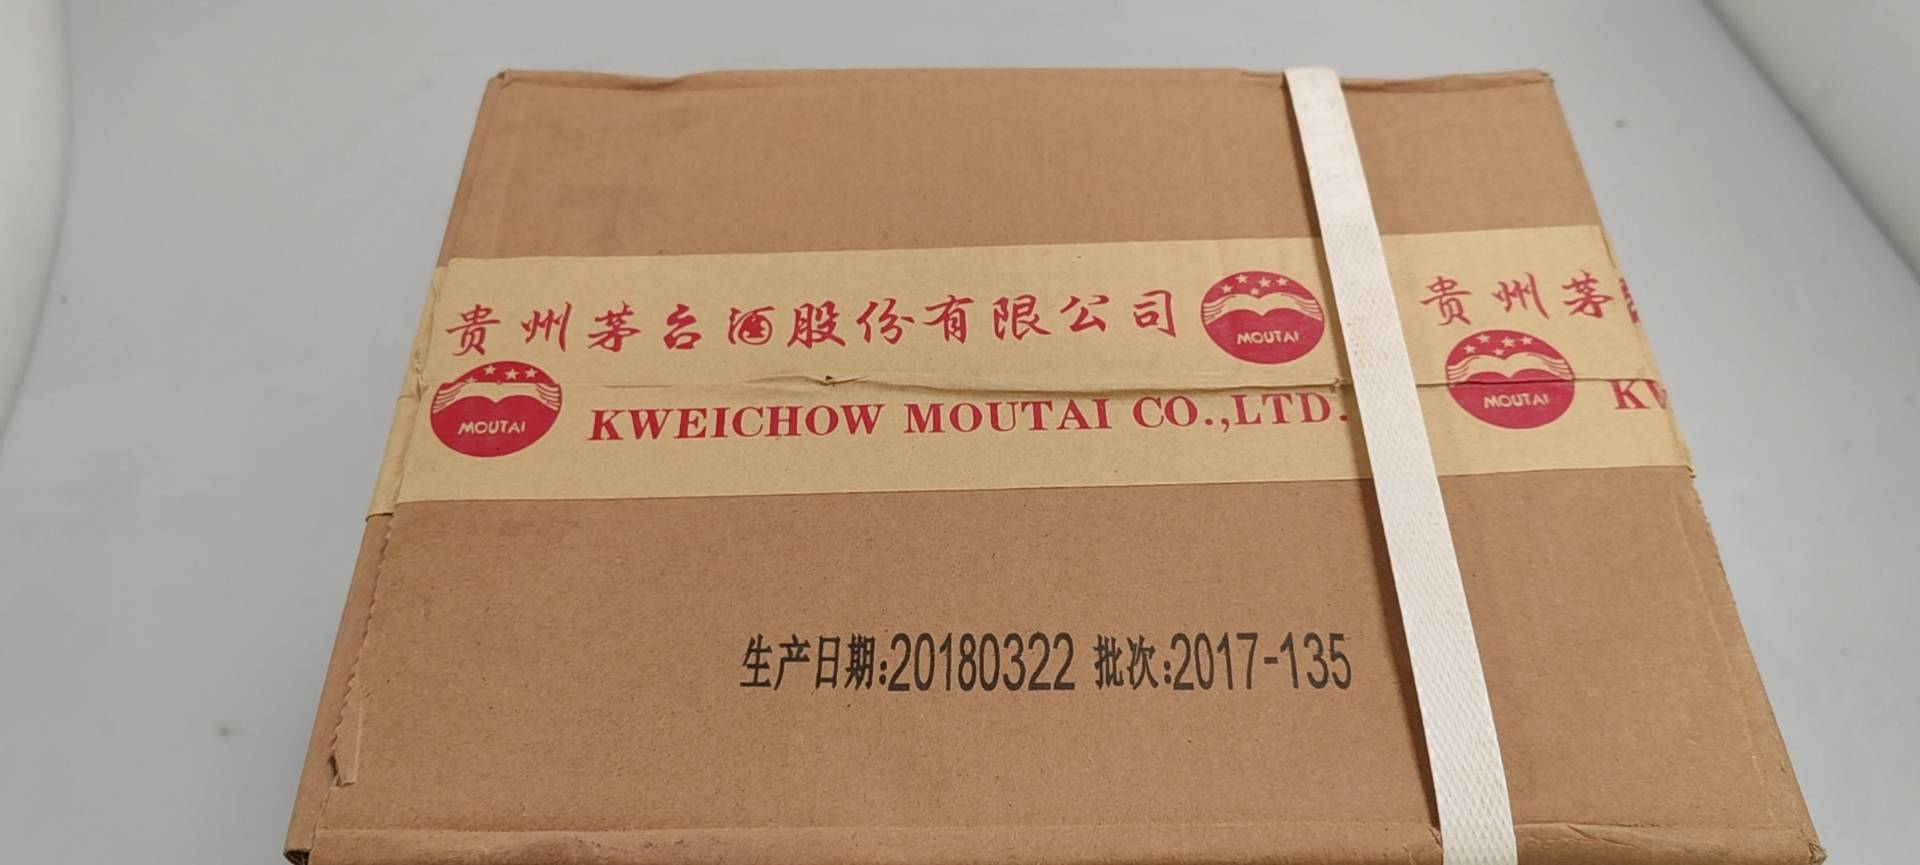 贵州茅台酒股份有限公司 MOUTAI 贵州茅
MOUTAI KWEICHOW MOUTAI CO.,LTD. MOUTAI KW
生产日期:20180322 批次:2017-135